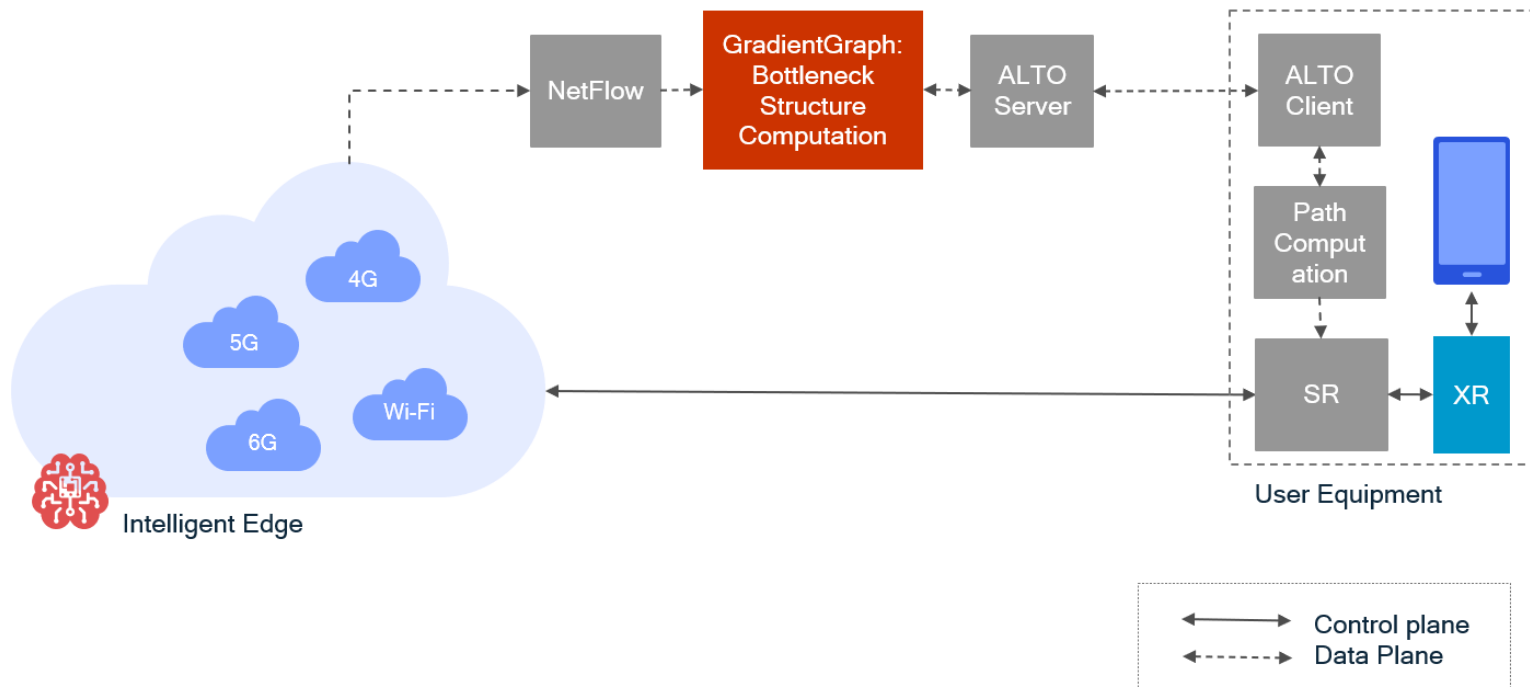 NetFlow
GradientGraph:
Bottleneck
Structure
Computation
ALTO
Server
ALTO
Client
Path
Comput
ation
SR
XR
4G
5G
Wi-Fi
6G
Intelligent Edge
User Equipment
Control plane
Data Plane